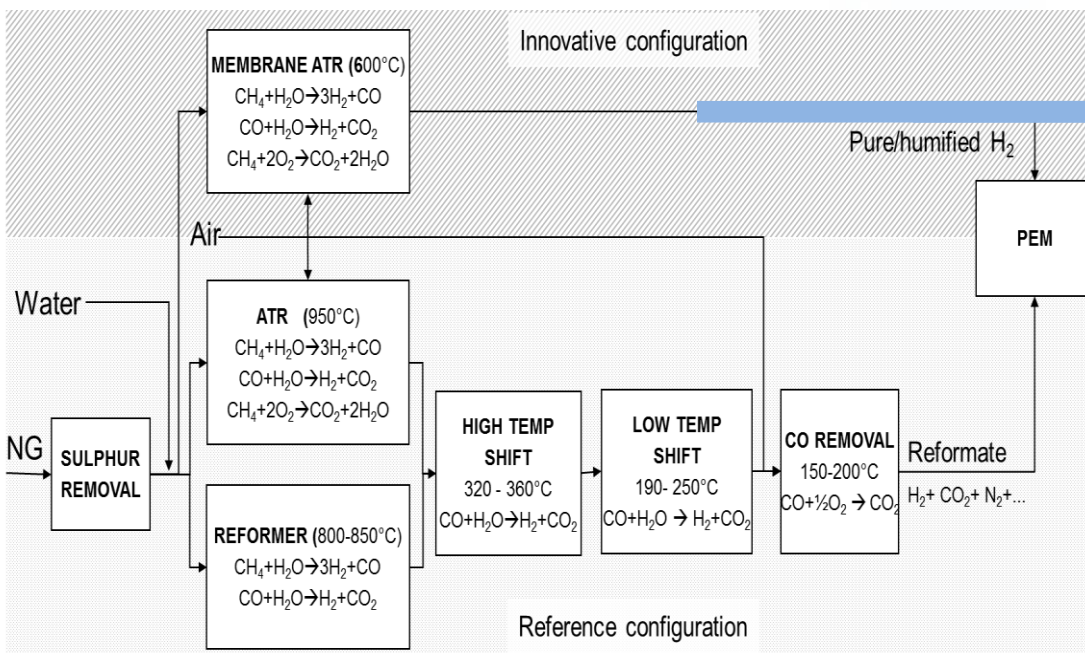 Innovative configuration
MEMBRANE ATR (600°C)
CH₄+H₂O→3H₂+CO
CO+H₂O→H₂+CO₂
CH₄+2O₂→CO₂+2H₂O
Pure/humified H₂
PEM
Air
Water
ATR (950°C)
CH₄+H₂O→3H₂+CO
CO+H₂O→H₂+CO₂
CH₄+2O₂→CO₂+2H₂O
NG
SULPHUR
REMOVAL
HIGH TEMP
SHIFT
320 - 360°C
CO+H₂O→H₂+CO₂
LOW TEMP
SHIFT
190- 250°C
CO+H₂O → H₂+CO₂
CO REMOVAL
150-200°C
CO+½O₂ → CO₂
Reformate
H₂+ CO₂+ N₂+...
REFORMER (800-850°C)
CH₄+H₂O→3H₂+CO
CO+H₂O→H₂+CO₂
Reference configuration